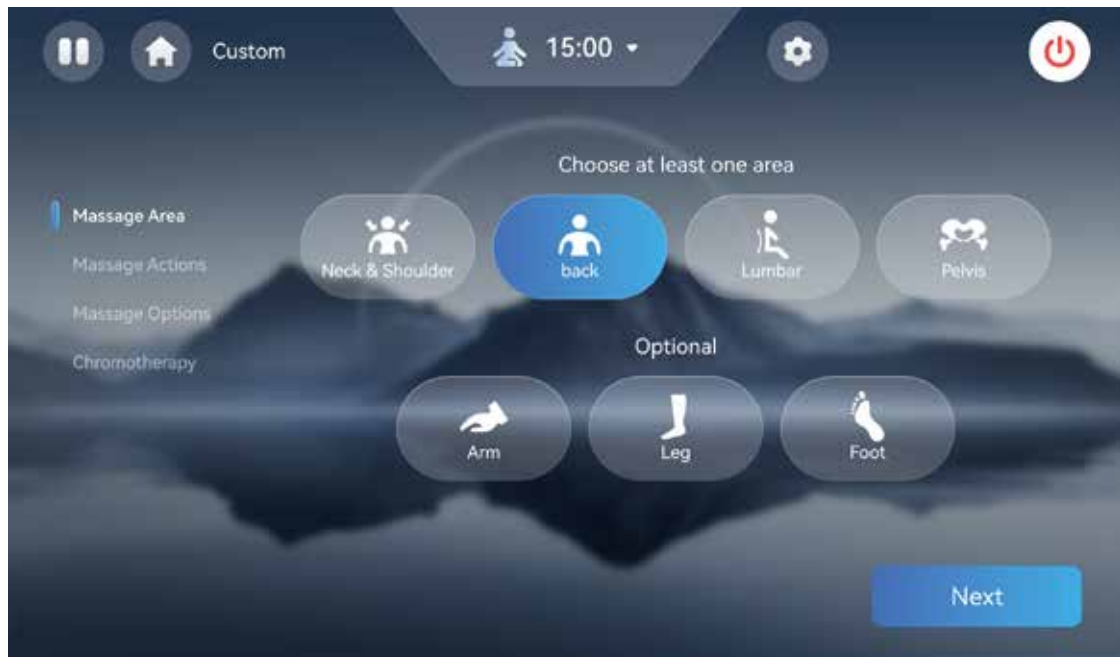 Custom
15:00
Choose at least one area
Massage Area
Massage Actions
Massage Options
Chromotherapy
Neck & Shoulder
back
Lumbar
Pelvis
Optional
Arm
Leg
Foot
Next